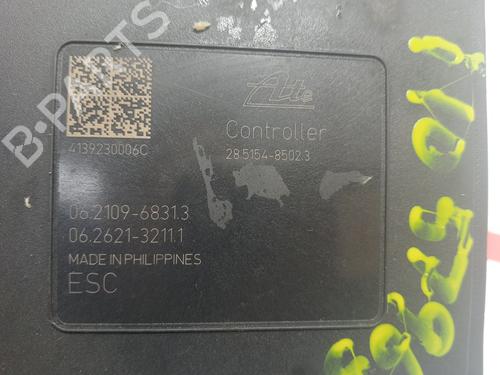 Ate
4139230006C
Controller
28.5154-8502.3
06.2109-6831.3
06.2621-3211.1
MADE IN PHILIPPINES
ESC
B-PARTS